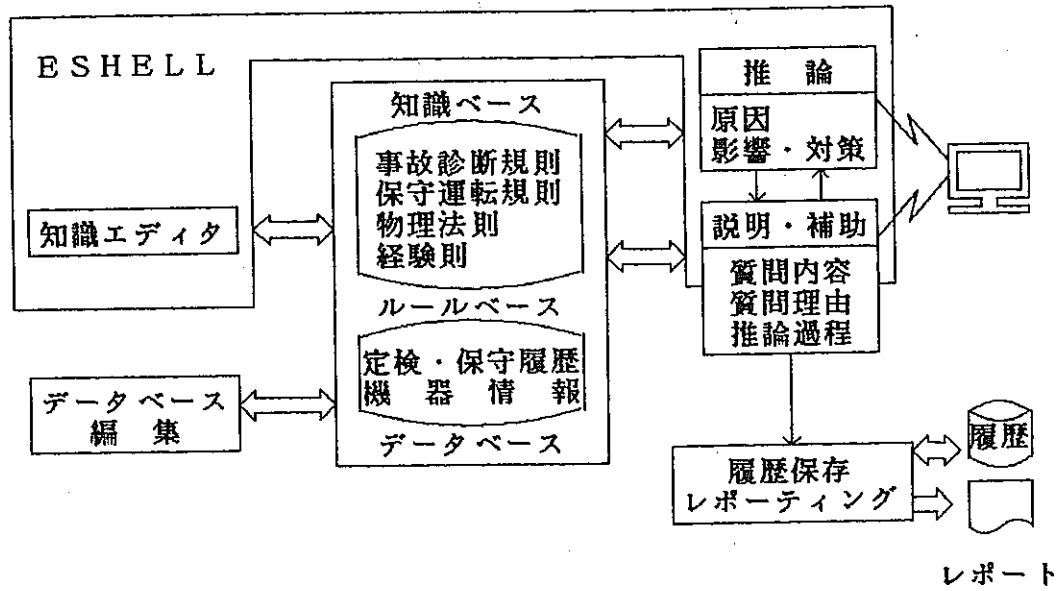 ESHELL
知識エディタ
データベース
編集
知識ベース
事故診断規則
保守運転規則
物理法則
経験則
ルールベース
定検・保守履歴
機器情報
データベース
推論
原因
影響・対策
説明・補助
質問内容
質問理由
推論過程
履歴保存
レポーティング
履歴
レポート